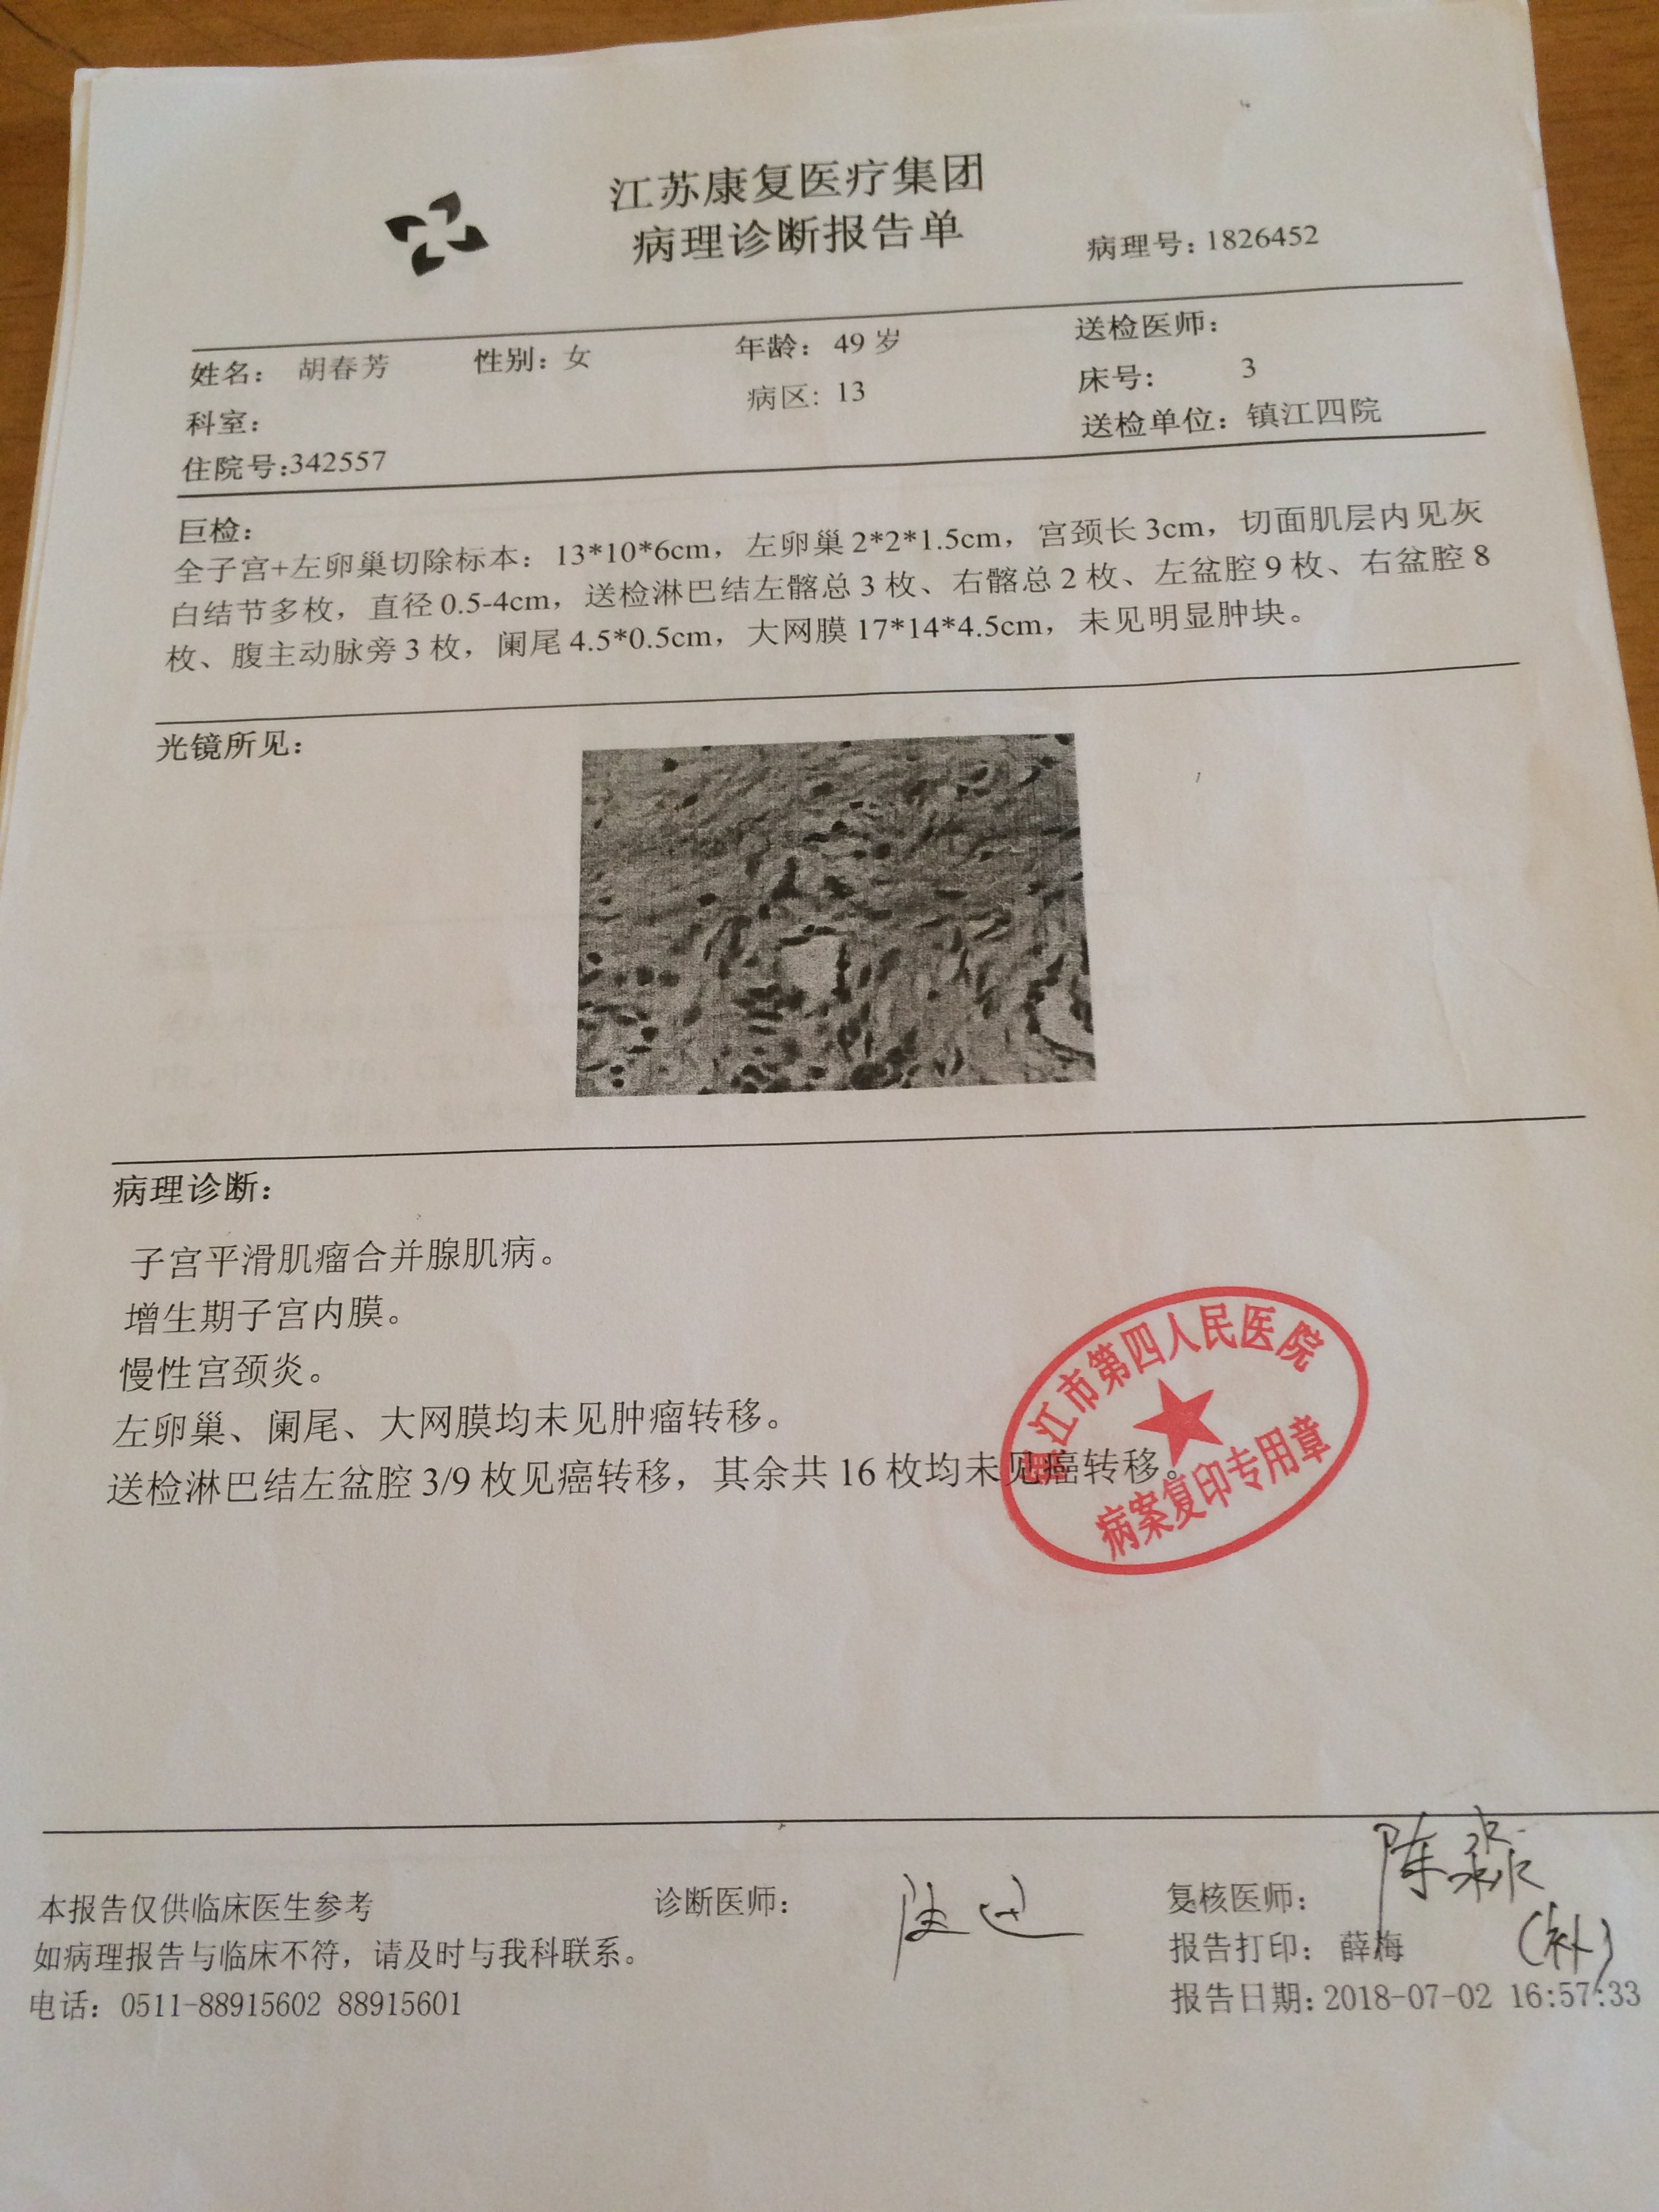 江苏康复医疗集团
病理诊断报告单
病理号：1826452
姓名： 胡春芳 性别：女 年龄： 49 岁 送检医师：
科室： 病区：13 床号： 3
住院号:342557 送检单位：镇江四院
巨检：
全子宫+左卵巢切除标本：13*10*6cm，左卵巢 2*2*1.5cm，宫颈长 3cm，切面肌层内见灰
白结节多枚，直径 0.5-4cm，送检淋巴结左髂总 3 枚、右髂总 2 枚、左盆腔 9 枚、右盆腔 8
枚、腹主动脉旁 3 枚，阑尾 4.5*0.5cm，大网膜 17*14*4.5cm，未见明显肿块。
光镜所见：
病理诊断：
子宫平滑肌瘤合并腺肌病。
增生期子宫内膜。
慢性宫颈炎。
左卵巢、阑尾、大网膜均未见肿瘤转移。
送检淋巴结左盆腔 3/9 枚见癌转移，其余共 16 枚均未见癌转移。
镇江市第四人民医院
病案复印专用章
本报告仅供临床医生参考 诊断医师： 复核医师： 陈淼
如病理报告与临床不符，请及时与我科联系。 报告打印： 薛梅 （补）
电话：0511-88915602 88915601 报告日期：2018-07-02 16:57:33